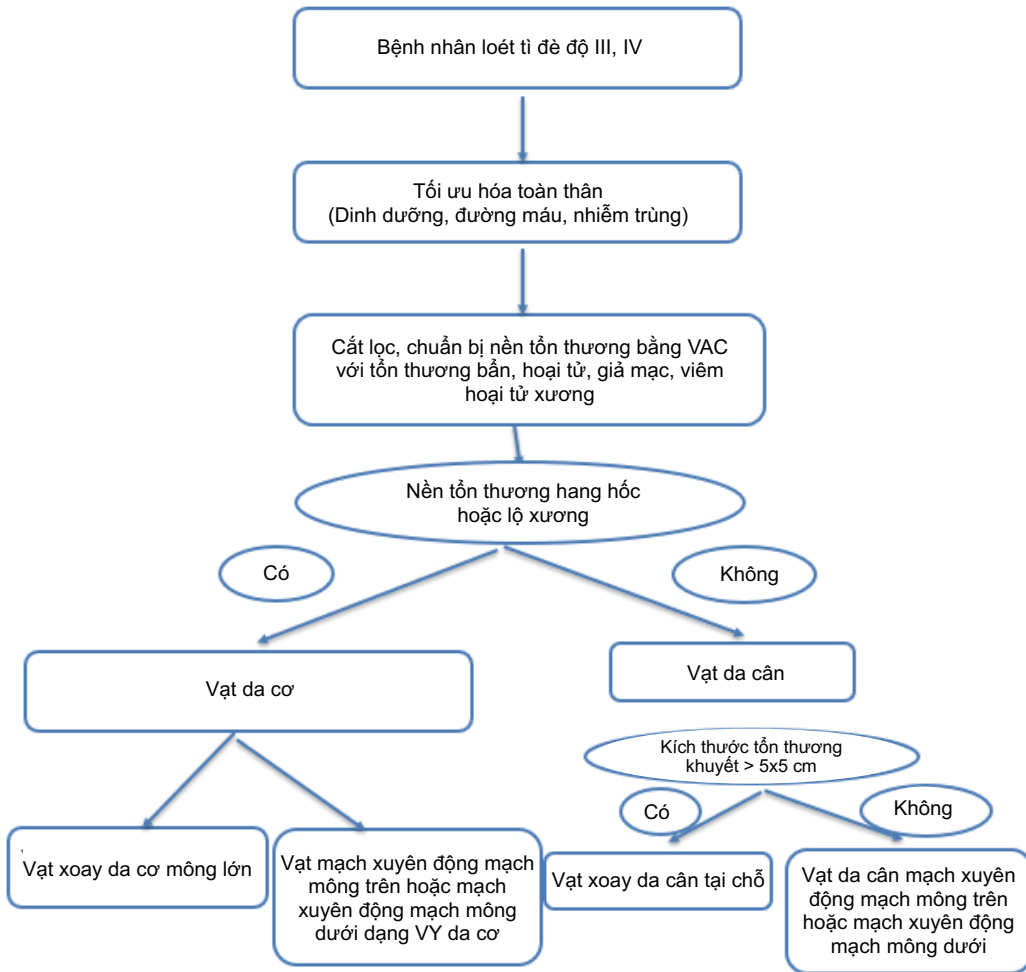 Bệnh nhân loét tì đè độ III, IV
Tối ưu hóa toàn thân
(Dinh dưỡng, đường máu, nhiễm trùng)
Cắt lọc, chuẩn bị nền tổn thương bằng VAC
với tổn thương bẩn, hoại tử, giả mạc, viêm
hoại tử xương
Nền tổn thương hang hốc
hoặc lộ xương
Có
Không
Vạt da cơ
Vạt da cân
Kích thước tổn thương
khuyết > 5x5 cm
Có
Không
Vạt xoay da cơ mông lớn
Vạt mạch xuyên động mạch
mông trên hoặc mạch
xuyên động mạch mông
dưới dạng VY da cơ
Vạt xoay da cân tại chỗ
Vạt da cân mạch xuyên
động mạch mông trên
hoặc mạch xuyên động
mạch mông dưới